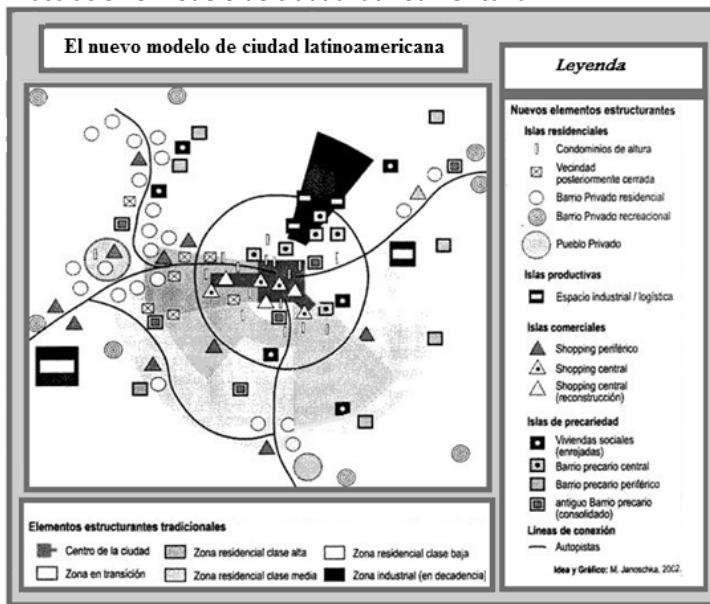 El nuevo modelo de ciudad latinoamericana
Leyenda
Nuevos elementos estructurantes
Islas residenciales
Condominios de altura
Vecindad
posteriormente cerrada
Barrio Privado residencial
Barrio Privado recreacional
Pueblo Privado
Islas productivas
Espacio industrial / logística
Islas comerciales
Shopping periférico
Shopping central
Shopping central
(reconstrucción)
Islas de precariedad
Viviendas sociales
(enrejadas)
Barrio precario central
Barrio precario periférico
antiguo Barrio precario
(consolidado)
Líneas de conexión
Autopistas
Idea y Gráfico: M. Janoschka, 2002.
Elementos estructurantes tradicionales
Centro de la ciudad
Zona residencial clase alta
Zona residencial clase baja
Zona en transición
Zona residencial clase media
Zona industrial (en decadencia)